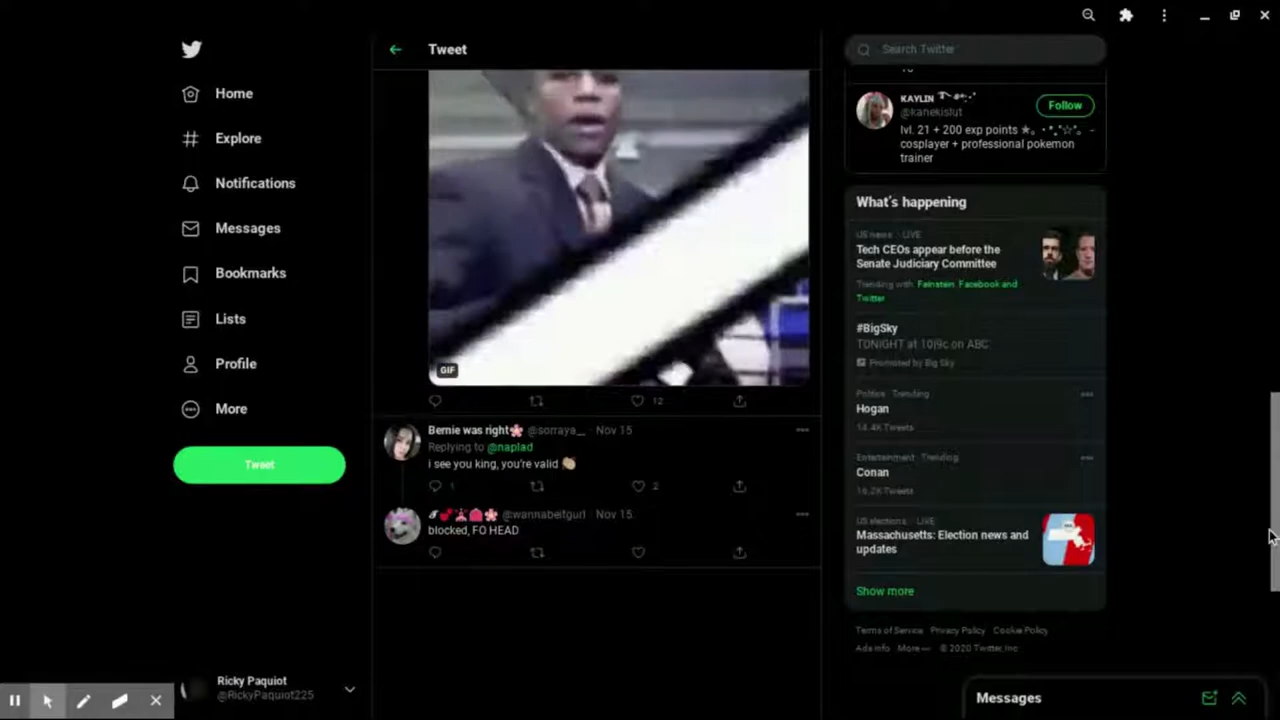 Home
Explore
Notifications
Messages
Bookmarks
Lists
Profile
More
Tweet
Ricky Paquiot
@RickyPaquiot225
Tweet
GIF
12
Bernie was right🌸 @sorraya__ · Nov 15
Replying to @naplad
i see you king, you're valid 👏🏼
1
2
@wannabeitgurl · Nov 15
blocked, FO HEAD
Search Twitter
KAYLIN
@kanekislut
Follow
lvl. 21 + 200 exp points
cosplayer + professional pokemon
trainer
What's happening
US news · LIVE
Tech CEOs appear before the
Senate Judiciary Committee
Trending with Feinstein, Facebook and
Twitter
#BigSky
TONIGHT at 10|9c on ABC
Promoted by Big Sky
Politics · Trending
Hogan
14.4K Tweets
Entertainment · Trending
Conan
16.2K Tweets
US elections · LIVE
Massachusetts: Election news and
updates
Show more
Terms of Service Privacy Policy Cookie Policy
Ads info More © 2020 Twitter, Inc.
Messages